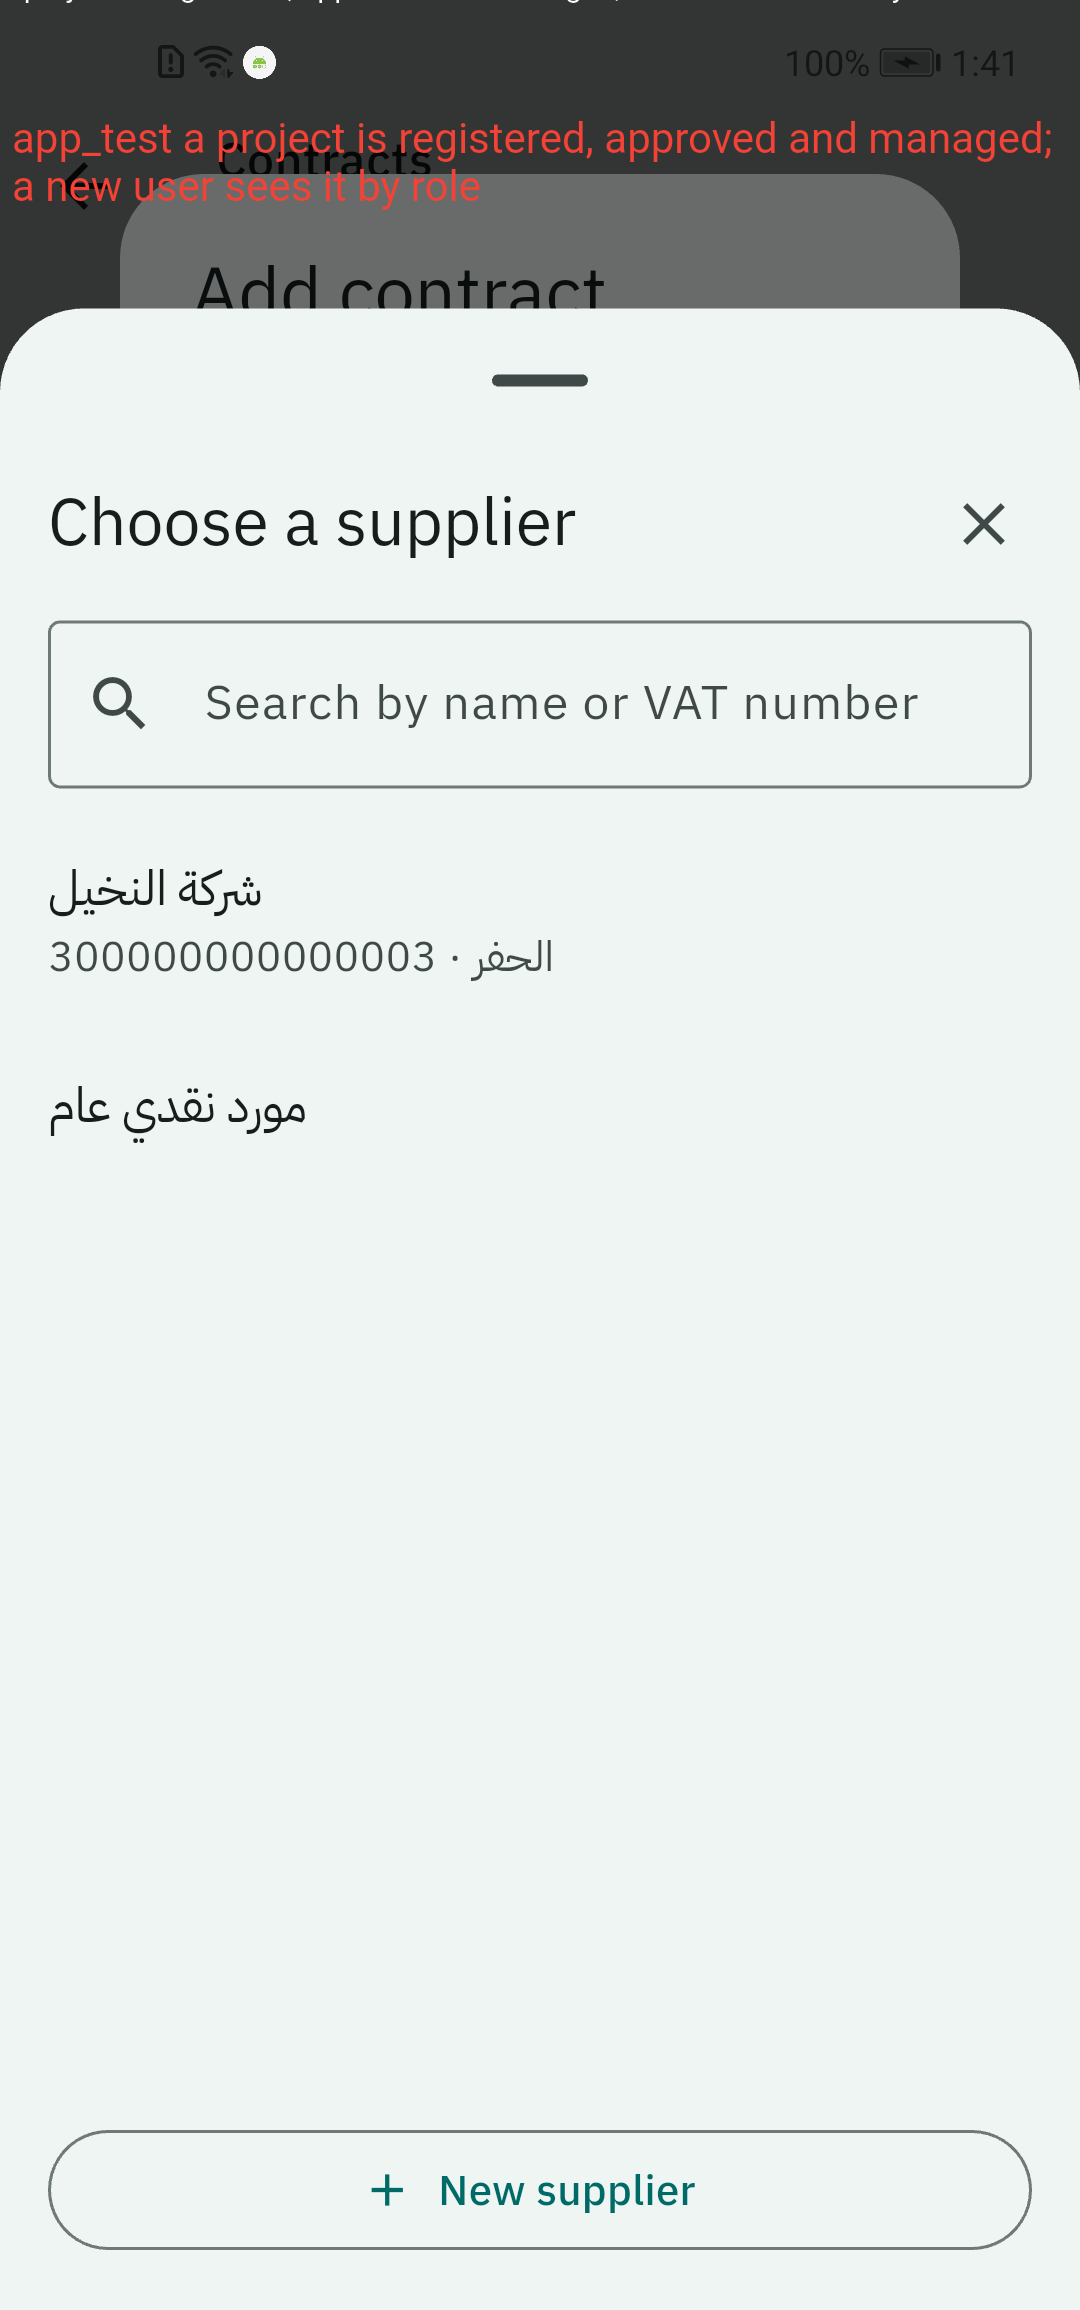 100% 1:41
app_test a project is registered, approved and managed;
a new user sees it by role
Contracts
Add contract
Choose a supplier
Search by name or VAT number
شركة النخيل
300000000000003 · الحفر
مورد نقدي عام
+ New supplier